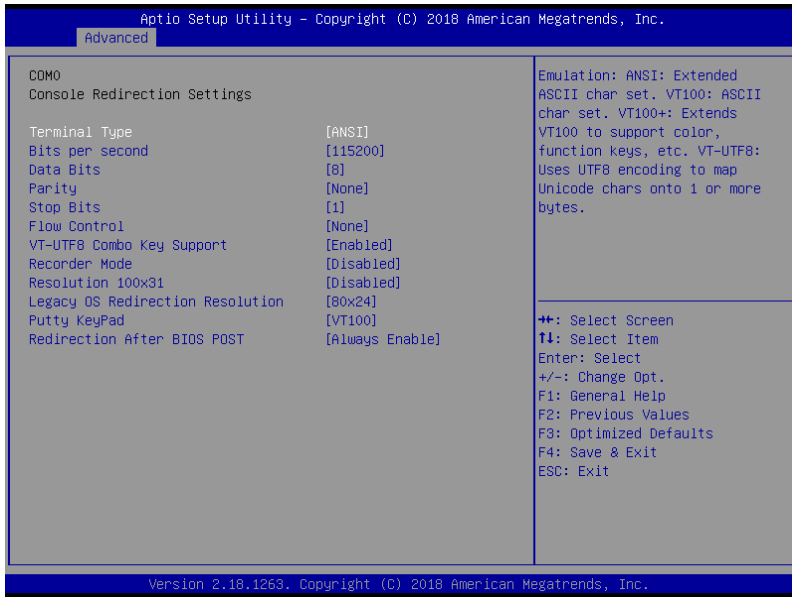 Aptio Setup Utility – Copyright (C) 2018 American Megatrends, Inc.
Advanced
COM0
Console Redirection Settings
Terminal Type [ANSI]
Bits per second [115200]
Data Bits [8]
Parity [None]
Stop Bits [1]
Flow Control [None]
VT-UTF8 Combo Key Support [Enabled]
Recorder Mode [Disabled]
Resolution 100x31 [Disabled]
Legacy OS Redirection Resolution [80x24]
Putty KeyPad [VT100]
Redirection After BIOS POST [Always Enable]
Emulation: ANSI: Extended
ASCII char set. VT100: ASCII
char set. VT100+: Extends
VT100 to support color,
function keys, etc. VT-UTF8:
Uses UTF8 encoding to map
Unicode chars onto 1 or more
bytes.
→←: Select Screen
↑↓: Select Item
Enter: Select
+/-: Change Opt.
F1: General Help
F2: Previous Values
F3: Optimized Defaults
F4: Save & Exit
ESC: Exit
Version 2.18.1263. Copyright (C) 2018 American Megatrends, Inc.